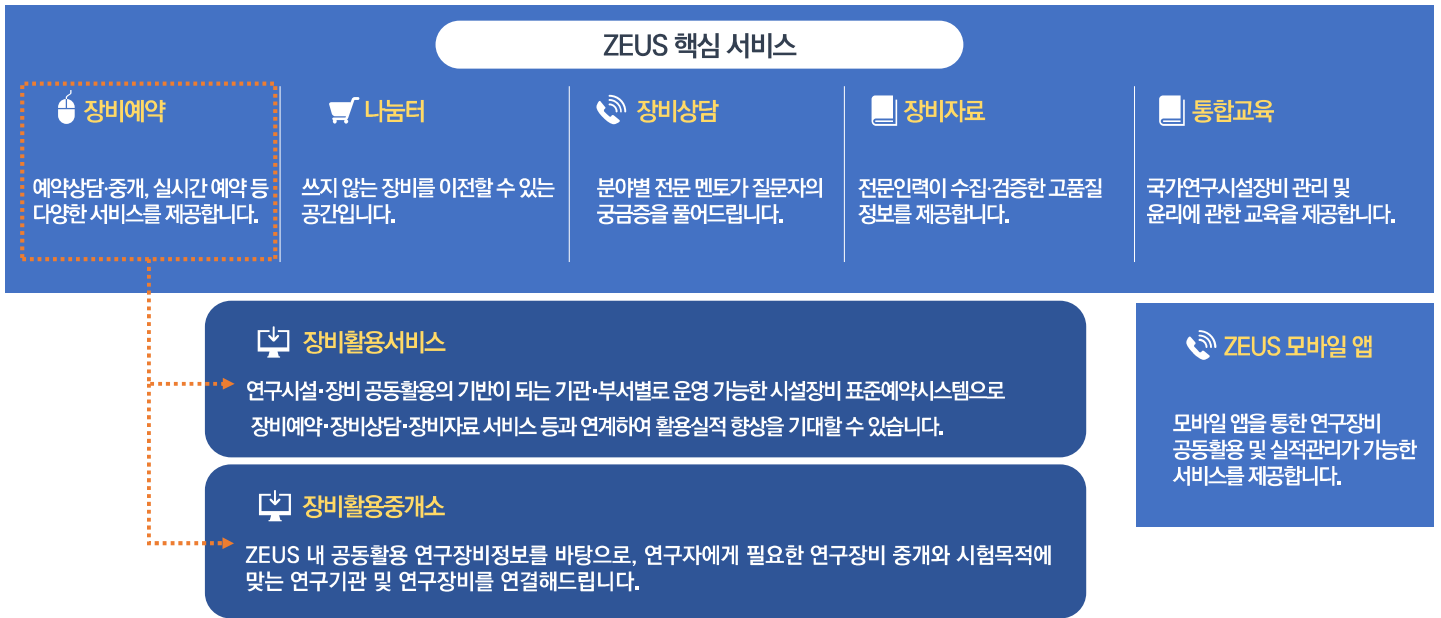 ZEUS 핵심 서비스
장비예약
예약상담·중개, 실시간 예약 등
다양한 서비스를 제공합니다.
나눔터
쓰지 않는 장비를 이전할 수 있는
공간입니다.
장비상담
분야별 전문 멘토가 질문자의
궁금증을 풀어드립니다.
장비자료
전문인력이 수집·검증한 고품질
정보를 제공합니다.
통합교육
국가연구시설장비 관리 및
윤리에 관한 교육을 제공합니다.
장비활용서비스
연구시설·장비 공동활용의 기반이 되는 기관·부서별로 운영 가능한 시설장비 표준예약시스템으로
장비예약·장비상담·장비자료 서비스 등과 연계하여 활용실적 향상을 기대할 수 있습니다.
장비활용중개소
ZEUS 내 공동활용 연구장비정보를 바탕으로, 연구자에게 필요한 연구장비 중개와 시험목적에
맞는 연구기관 및 연구장비를 연결해드립니다.
ZEUS 모바일 앱
모바일 앱을 통한 연구장비
공동활용 및 실적관리가 가능한
서비스를 제공합니다.